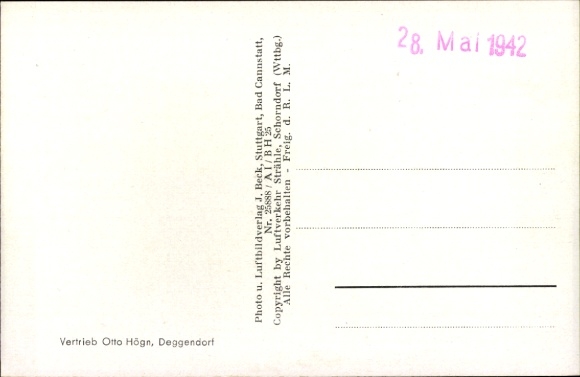 28. Mai 1942
Photo u. Luftbildverlag J. Beck, Stuttgart, Bad Cannstatt,
Nr. 25888 / A I / B H 25
Copyright by Luftverkehr Strähle, Schorndorf (Wttbg.)
Alle Rechte vorbehalten - Freig. d. R. L. M.
Vertrieb Otto Högn, Deggendorf